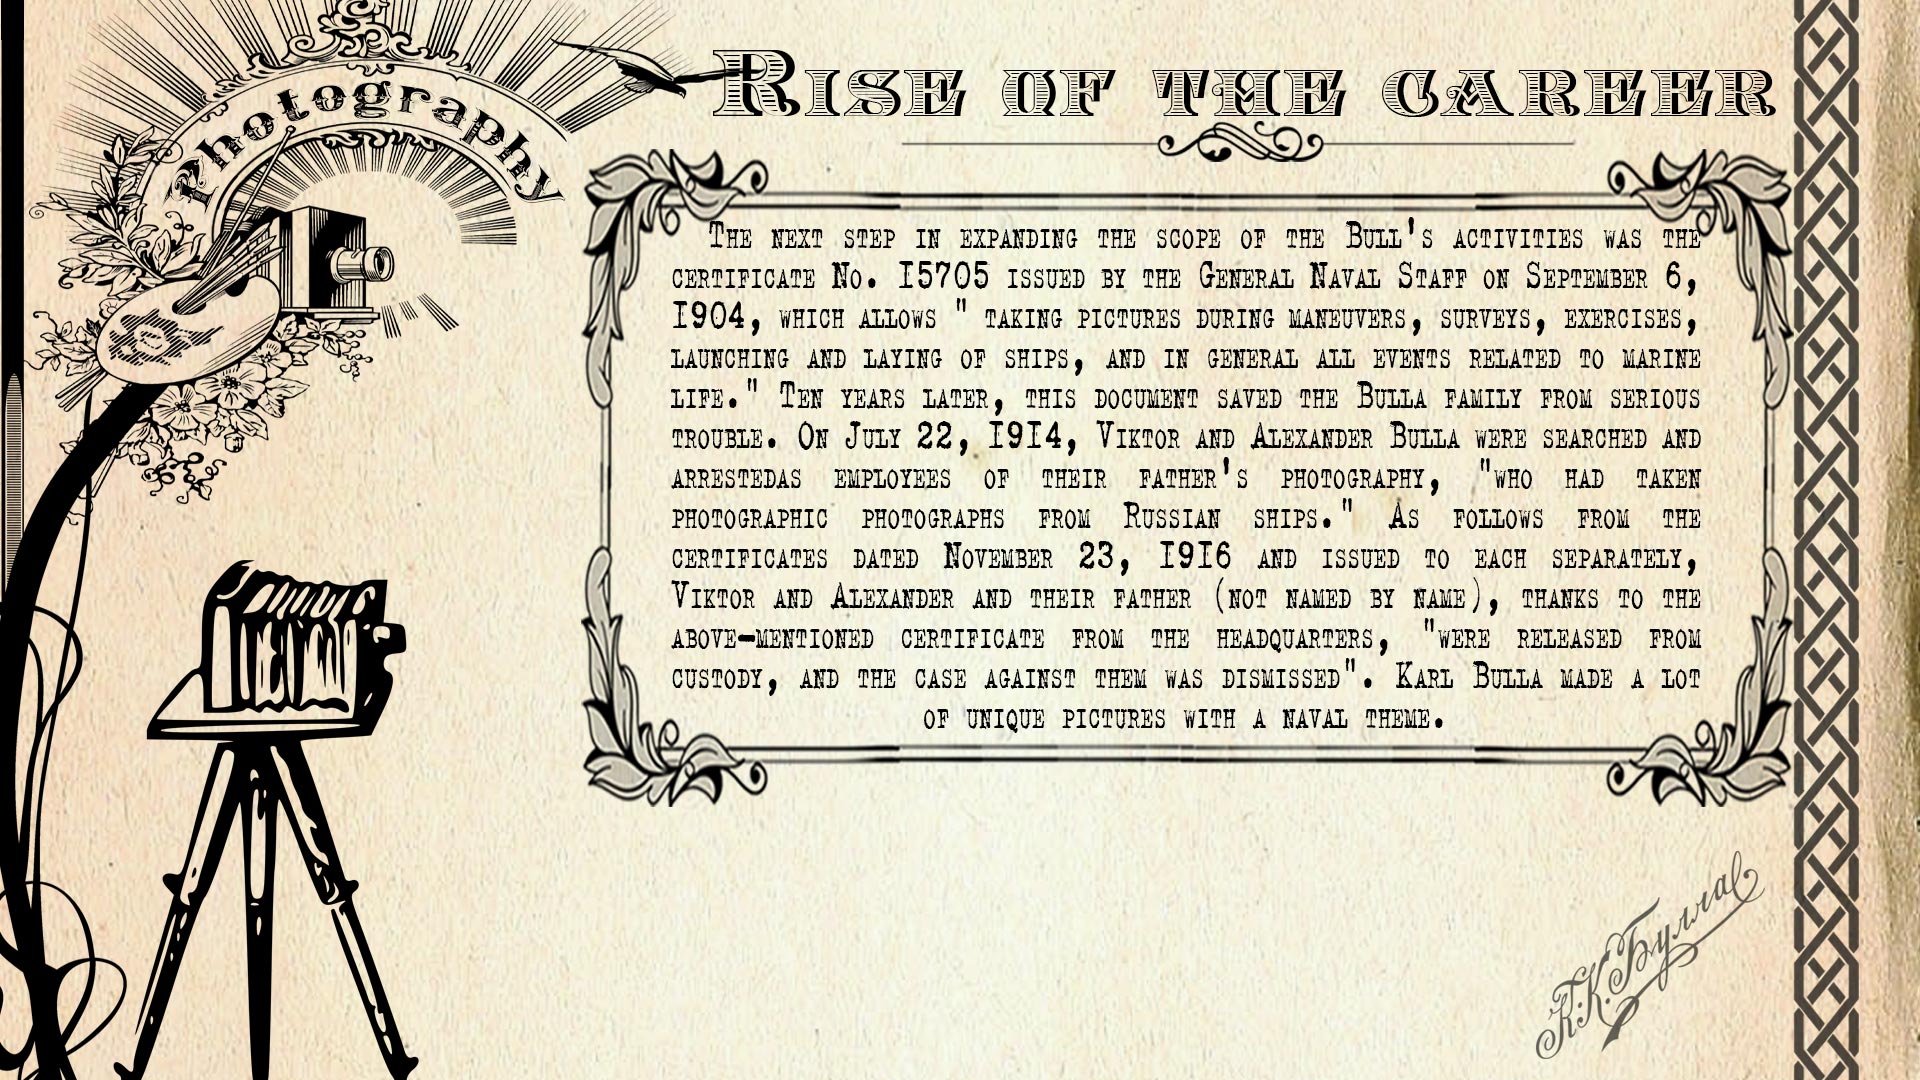 Photography
Rise of the career
The next step in expanding the scope of the Bull's activities was the
certificate No. 15705 issued by the General Naval Staff on September 6,
1904, which allows " taking pictures during maneuvers, surveys, exercises,
launching and laying of ships, and in general all events related to marine
life." Ten years later, this document saved the Bulla family from serious
trouble. On July 22, 1914, Viktor and Alexander Bulla were searched and
arrestedas employees of their father's photography, "who had taken
photographic photographs from Russian ships." As follows from the
certificates dated November 23, 1916 and issued to each separately,
Viktor and Alexander and their father (not named by name), thanks to the
above-mentioned certificate from the headquarters, "were released from
custody, and the case against them was dismissed". Karl Bulla made a lot
of unique pictures with a naval theme.
К.К.Булла